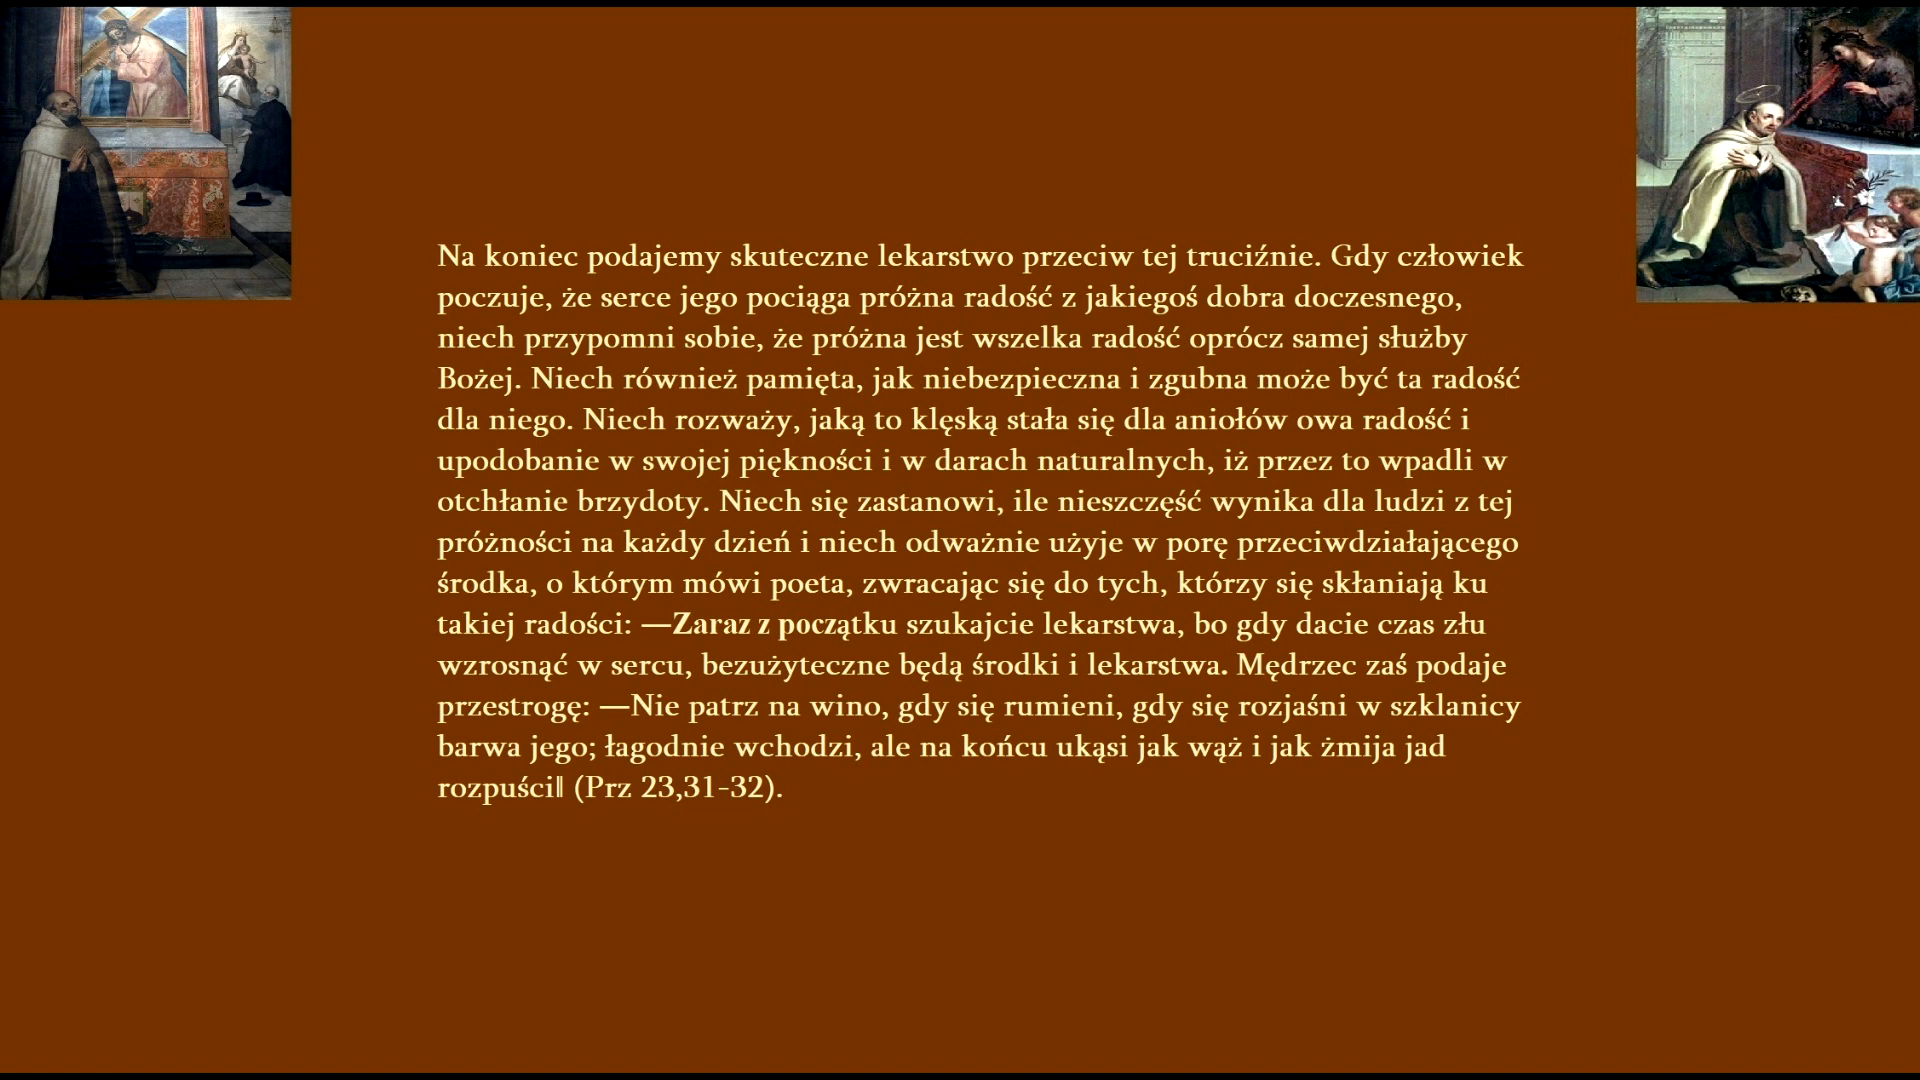 Na koniec podajemy skuteczne lekarstwo przeciw tej truciźnie. Gdy człowiek
poczuje, że serce jego pociąga próżna radość z jakiegoś dobra doczesnego,
niech przypomni sobie, że próżna jest wszelka radość oprócz samej służby
Bożej. Niech również pamięta, jak niebezpieczna i zgubna może być ta radość
dla niego. Niech rozważy, jaką to klęską stała się dla aniołów owa radość i
upodobanie w swojej piękności i w darach naturalnych, iż przez to wpadli w
otchłanie brzydoty. Niech się zastanowi, ile nieszczęść wynika dla ludzi z tej
próżności na każdy dzień i niech odważnie użyje w porę przeciwdziałającego
środka, o którym mówi poeta, zwracając się do tych, którzy się skłaniają ku
takiej radości: ―Zaraz z początku szukajcie lekarstwa, bo gdy dacie czas złu
wzrosnąć w sercu, bezużyteczne będą środki i lekarstwa. Mędrzec zaś podaje
przestrogę: ―Nie patrz na wino, gdy się rumieni, gdy się rozjaśni w szklanicy
barwa jego; łagodnie wchodzi, ale na końcu ukąsi jak wąż i jak żmija jad
rozpuści‖ (Prz 23,31-32).